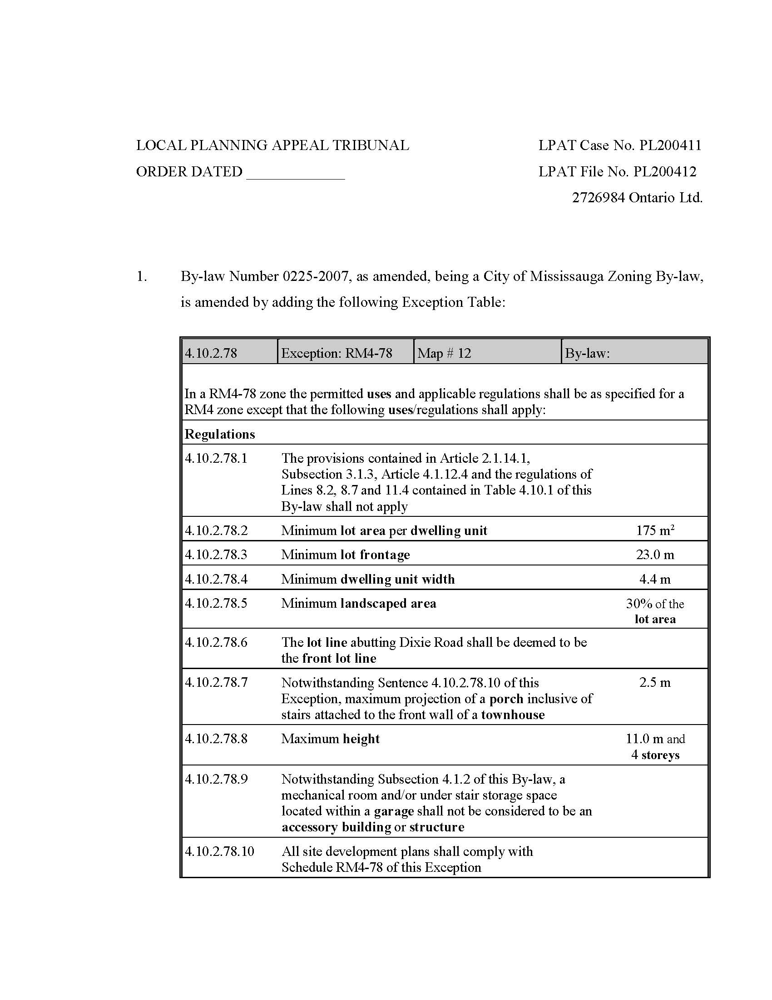 LOCAL PLANNING APPEAL TRIBUNAL LPAT Case No. PL200411
ORDER DATED _____________ LPAT File No. PL200412
2726984 Ontario Ltd.
1. By-law Number 0225-2007, as amended, being a City of Mississauga Zoning By-law,
is amended by adding the following Exception Table:
4.10.2.78 Exception: RM4-78 Map # 12 By-law:
In a RM4-78 zone the permitted uses and applicable regulations shall be as specified for a
RM4 zone except that the following uses/regulations shall apply:
Regulations
4.10.2.78.1 The provisions contained in Article 2.1.14.1,
Subsection 3.1.3, Article 4.1.12.4 and the regulations of
Lines 8.2, 8.7 and 11.4 contained in Table 4.10.1 of this
By-law shall not apply
4.10.2.78.2 Minimum lot area per dwelling unit 175 m²
4.10.2.78.3 Minimum lot frontage 23.0 m
4.10.2.78.4 Minimum dwelling unit width 4.4 m
4.10.2.78.5 Minimum landscaped area 30% of the
lot area
4.10.2.78.6 The lot line abutting Dixie Road shall be deemed to be
the front lot line
4.10.2.78.7 Notwithstanding Sentence 4.10.2.78.10 of this 2.5 m
Exception, maximum projection of a porch inclusive of
stairs attached to the front wall of a townhouse
4.10.2.78.8 Maximum height 11.0 m and
4 storeys
4.10.2.78.9 Notwithstanding Subsection 4.1.2 of this By-law, a
mechanical room and/or under stair storage space
located within a garage shall not be considered to be an
accessory building or structure
4.10.2.78.10 All site development plans shall comply with
Schedule RM4-78 of this Exception